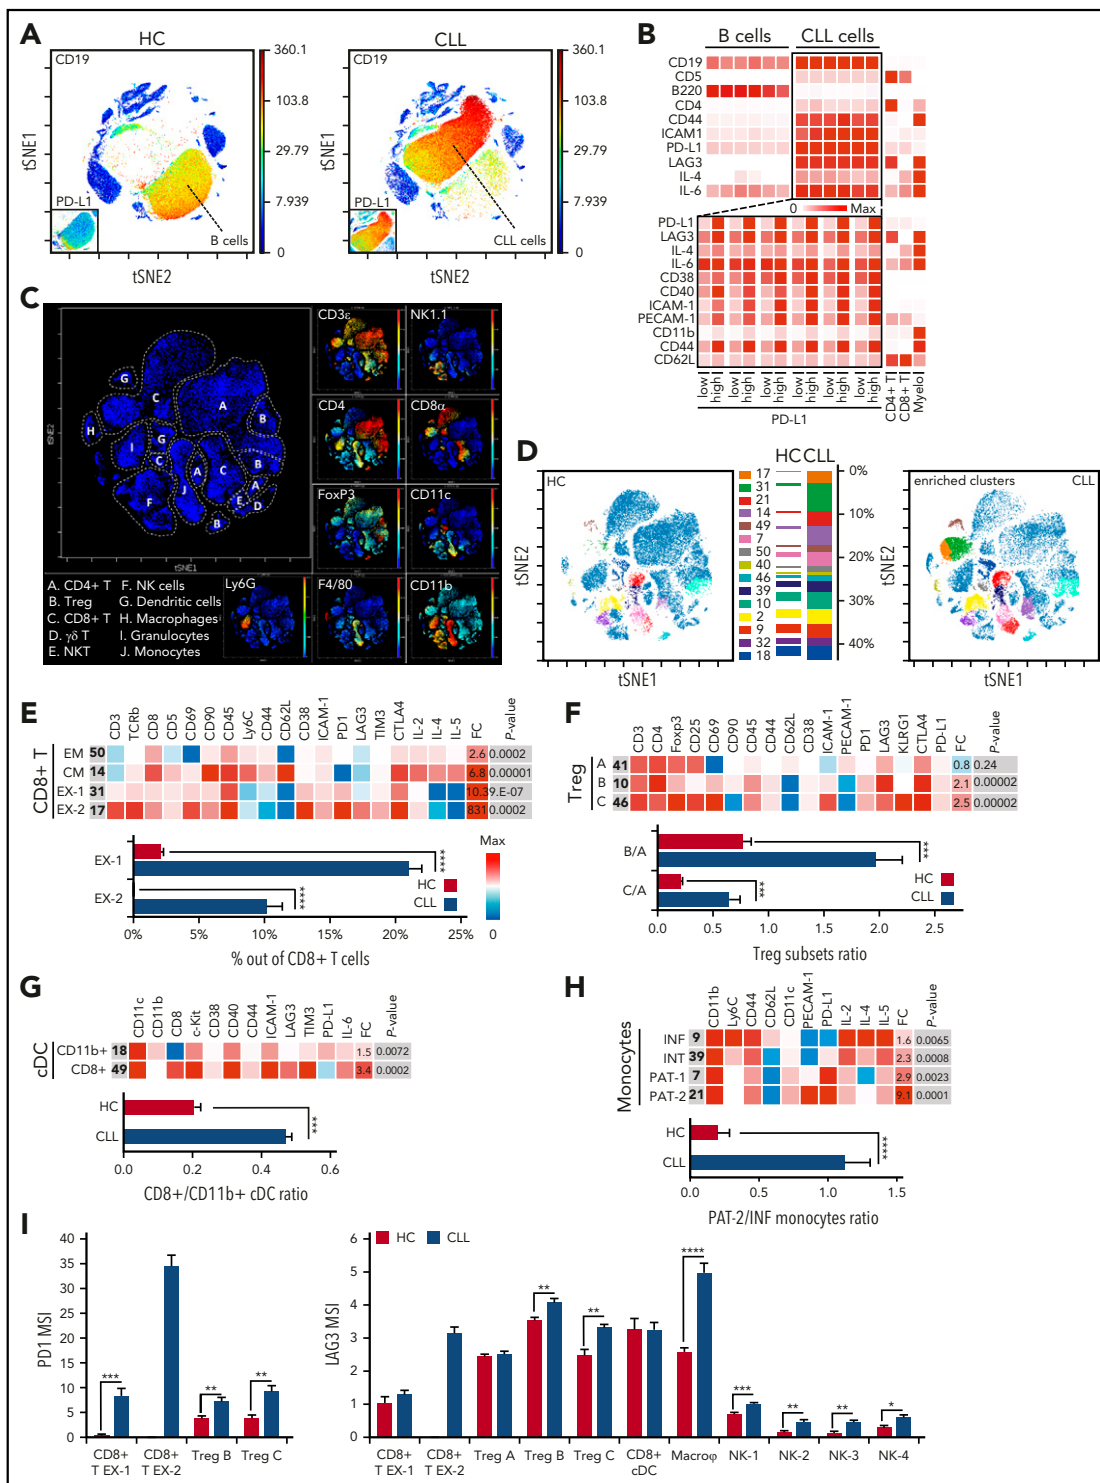 A
HC
CLL
CD19
CD19
360.1
103.8
29.79
7.939
0
360.1
103.8
29.79
7.939
0
tSNE1
tSNE1
PD-L1
PD-L1
B cells
CLL cells
tSNE2
tSNE2
B
B cells
CLL cells
CD19
CD5
B220
CD4
CD44
ICAM1
PD-L1
LAG3
IL-4
IL-6
0 Max
PD-L1
LAG3
IL-4
IL-6
CD38
CD40
ICAM-1
PECAM-1
CD11b
CD44
CD62L
low high low high low high low high low high low high
PD-L1
CD4+ T
CD8+ T
Myelo
C
CD3ε
NK1.1
CD4
CD8α
FoxP3
CD11c
Ly6G
F4/80
CD11b
G
C
A
B
H
I
G
C
A
C
B
A
F
J
E
D
B
tSNE2
tSNE1
A. CD4+ T
B. Treg
C. CD8+ T
D. γδ T
E. NKT
F. NK cells
G. Dendritic cells
H. Macrophages
I. Granulocytes
J. Monocytes
D
HC
HC CLL
enriched clusters CLL
17
31
21
14
49
7
50
40
46
39
10
2
9
32
18
0%
10%
20%
30%
40%
tSNE2
tSNE2
tSNE1
tSNE1
E
CD3 TCRb CD8 CD5 CD69 CD90 CD45 Ly6C CD44 CD62L CD38 ICAM-1 PD1 LAG3 TIM3 CTLA4 IL-2 IL-4 IL-5 FC P-value
CD8+ T
EM 50 2.6 0.0002
CM 14 6.8 0.00001
EX-1 31 10.3 9.E-07
EX-2 17 831 0.0002
EX-1
EX-2
HC
CLL
****
****
0% 5% 10% 15% 20% 25%
% out of CD8+ T cells
Max
0
F
CD3 CD4 Foxp3 CD25 CD69 CD90 CD45 CD44 CD62L CD38 ICAM-1 PECAM-1 PD1 LAG3 KLRG1 CTLA4 PD-L1 FC P-value
Treg
A 41 0.8 0.24
B 10 2.1 0.00002
C 46 2.5 0.00002
B/A
C/A
***
***
HC
CLL
0.0 0.5 1.0 1.5 2.0 2.5
Treg subsets ratio
G
CD11c CD11b CD8 c-Kit CD38 CD40 CD44 ICAM-1 LAG3 TIM3 PD-L1 IL-6 FC P-value
cDC
CD11b+ 18 1.5 0.0072
CD8+ 49 3.4 0.0002
HC
CLL
***
0.0 0.2 0.4 0.6
CD8+/CD11b+ cDC ratio
H
CD11b Ly6C CD44 CD62L CD11c PECAM-1 PD-L1 IL-2 IL-4 IL-5 FC P-value
Monocytes
INF 9 1.6 0.0065
INT 39 2.3 0.0008
PAT-1 7 2.9 0.0023
PAT-2 21 9.1 0.0001
HC
CLL
****
0.0 0.5 1.0 1.5
PAT-2/INF monocytes ratio
I
PD1 MSI
40
35
30
25
20
15
10
5
0
***
**
**
CD8+ T EX-1
CD8+ T EX-2
Treg B
Treg C
HC CLL
LAG3 MSI
6
5
4
3
2
1
0
**
**
****
***
**
**
*
CD8+ T EX-1
CD8+ T EX-2
Treg A
Treg B
Treg C
CD8+ cDC
Macroφ
NK-1
NK-2
NK-3
NK-4